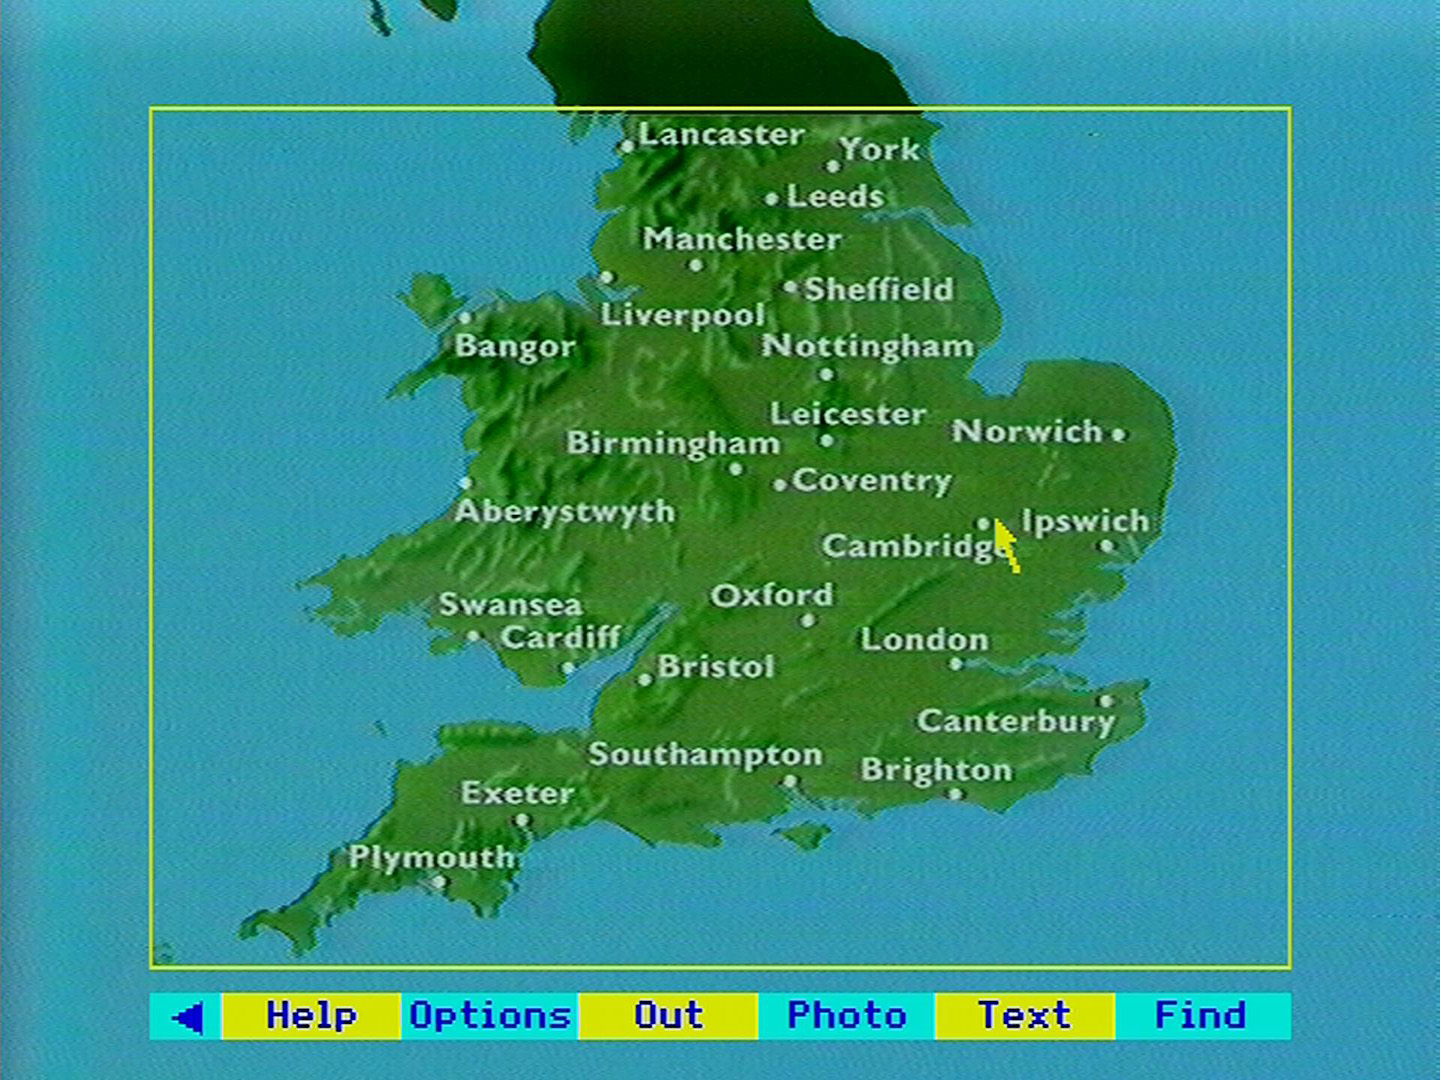 Lancaster
York
Leeds
Manchester
Sheffield
Liverpool
Bangor
Nottingham
Leicester
Norwich
Birmingham
Coventry
Aberystwyth
Ipswich
Cambridge
Oxford
Swansea
Cardiff
London
Bristol
Canterbury
Southampton
Brighton
Exeter
Plymouth
Help Options Out Photo Text Find